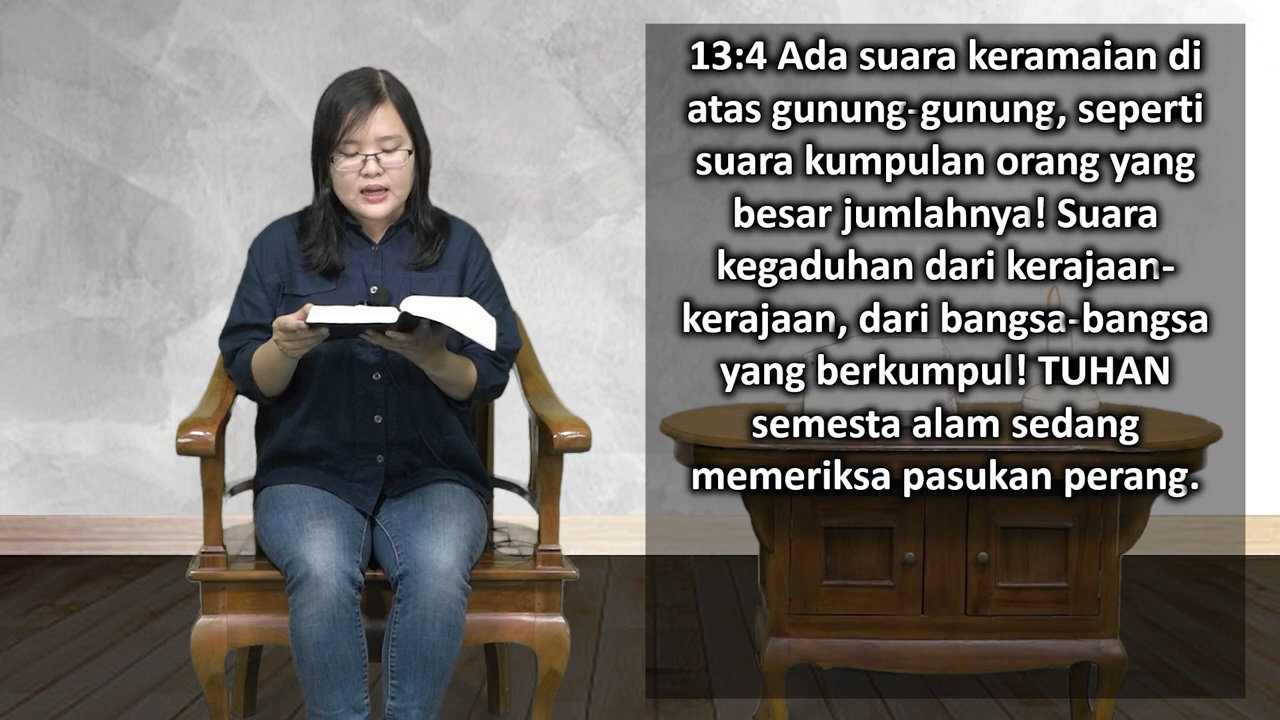 13:4 Ada suara keramaian di
atas gunung-gunung, seperti
suara kumpulan orang yang
besar jumlahnya! Suara
kegaduhan dari kerajaan-
kerajaan, dari bangsa-bangsa
yang berkumpul! TUHAN
semesta alam sedang
memeriksa pasukan perang.